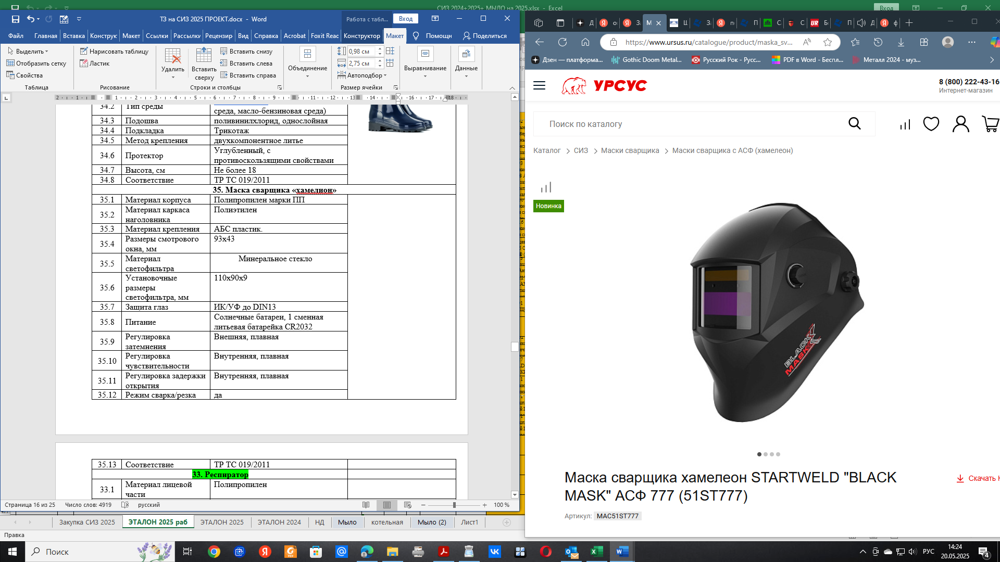 СИЗ 2024+2025+ МЫЛО на 2025.xlsx - Excel
Вход
ТЗ на СИЗ 2025 ПРОЕКТ.docx - Word
Работа с табл...
Вход
Файл
Главная
Вставка
Конструк
Макет
Ссылки
Рассылки
Рецензир
Вид
Справка
Acrobat
Foxit Reac
Конструктор
Макет
Помощн
Поделиться
Выделить
Отобразить сетку
Свойства
Таблица
Нарисовать таблицу
Ластик
Рисование
Удалить
Вставить сверху
Вставить снизу
Вставить слева
Вставить справа
Строки и столбцы
Объединение
0,98 см
2,75 см
Автоподбор
Размер ячейки
Выравнивание
Данные
34.2 Тип среды
среда, масло-бензиновая среда)
34.3 Подошва поливинилхлорид, однослойная
34.4 Подкладка Трикотаж
34.5 Метод крепления двухкомпонентное литье
34.6 Протектор Углубленный, с
противоскользящими свойствами
34.7 Высота, см Не более 18
34.8 Соответствие ТР ТС 019/2011
35. Маска сварщика «хамелион»
35.1 Материал корпуса Полипропилен марки ПП
35.2 Материал каркаса Полиэтилен
наголовника
35.3 Материал крепления АБС пластик.
35.4 Размеры смотрового 93х43
окна, мм
35.5 Материал Минеральное стекло
светофильтра
35.6 Установочные 110х90х9
размеры
светофильтра, мм
35.7 Защита глаз ИК/УФ до DIN13
35.8 Питание Солнечные батареи, 1 сменная
литьевая батарейка CR2032
35.9 Регулировка Внешняя, плавная
затемнения
35.10 Регулировка Внутренняя, плавная
чувствительности
35.11 Регулировка задержки Внутренняя, плавная
открытия
35.12 Режим сварка/резка да
35.13 Соответствие ТР ТС 019/2011
33. Респиратор
33.1 Материал лицевой Полипропилен
части
Страница 16 из 25
Число слов: 4919
русский
100 %
Закупка СИЗ 2025
ЭТАЛОН 2025 раб
ЭТАЛОН 2025
ЭТАЛОН 2024
НД
Мыло
котельная
Мыло (2)
Лист1
Правка
https://www.ursus.ru/catalogue/product/maska_sv...
Дзен — платформа...
Gothic Doom Metal...
Русский Рок - Русс...
PDF в Word - Беспл...
Металл 2024 - муз...
УРСУС
8 (800) 222-43-16
Интернет-магазин
Поиск по каталогу
Каталог > СИЗ > Маски сварщика > Маски сварщика с АСФ (хамелеон)
Новинка
BLACK
MASK
Маска сварщика хамелеон STARTWELD "BLACK
MASK" АСФ 777 (51ST777)
Скачать
Артикул: MAC51ST777
Поиск
РУС
14:24
20.05.2025
4